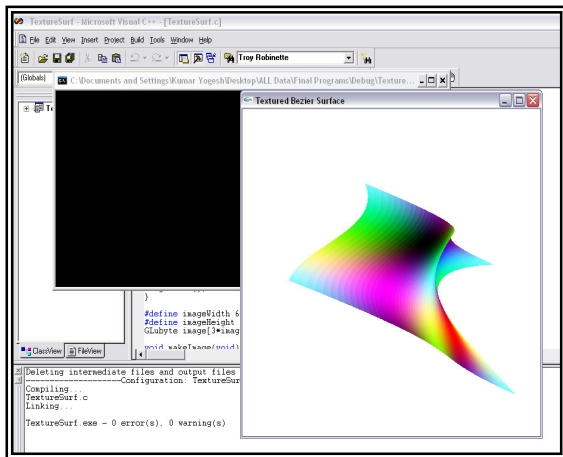 TextureSurf - Microsoft Visual C++ - [TextureSurf.c]
File Edit View Insert Project Build Tools Window Help
Troy Robinette
(Globals)
C:\Documents and Settings\Kumar Yogesh\Desktop\ALL Data\Final Programs\Debug\Texture...
Textured Bezier Surface
}
#define imageWidth 6
#define imageHeight
GLubyte image[3*imag
void makeImage(void)
ClassView FileView
Deleting intermediate files and output files
--------------------Configuration: TextureSur
Compiling...
TextureSurf.c
Linking...
TextureSurf.exe - 0 error(s), 0 warning(s)